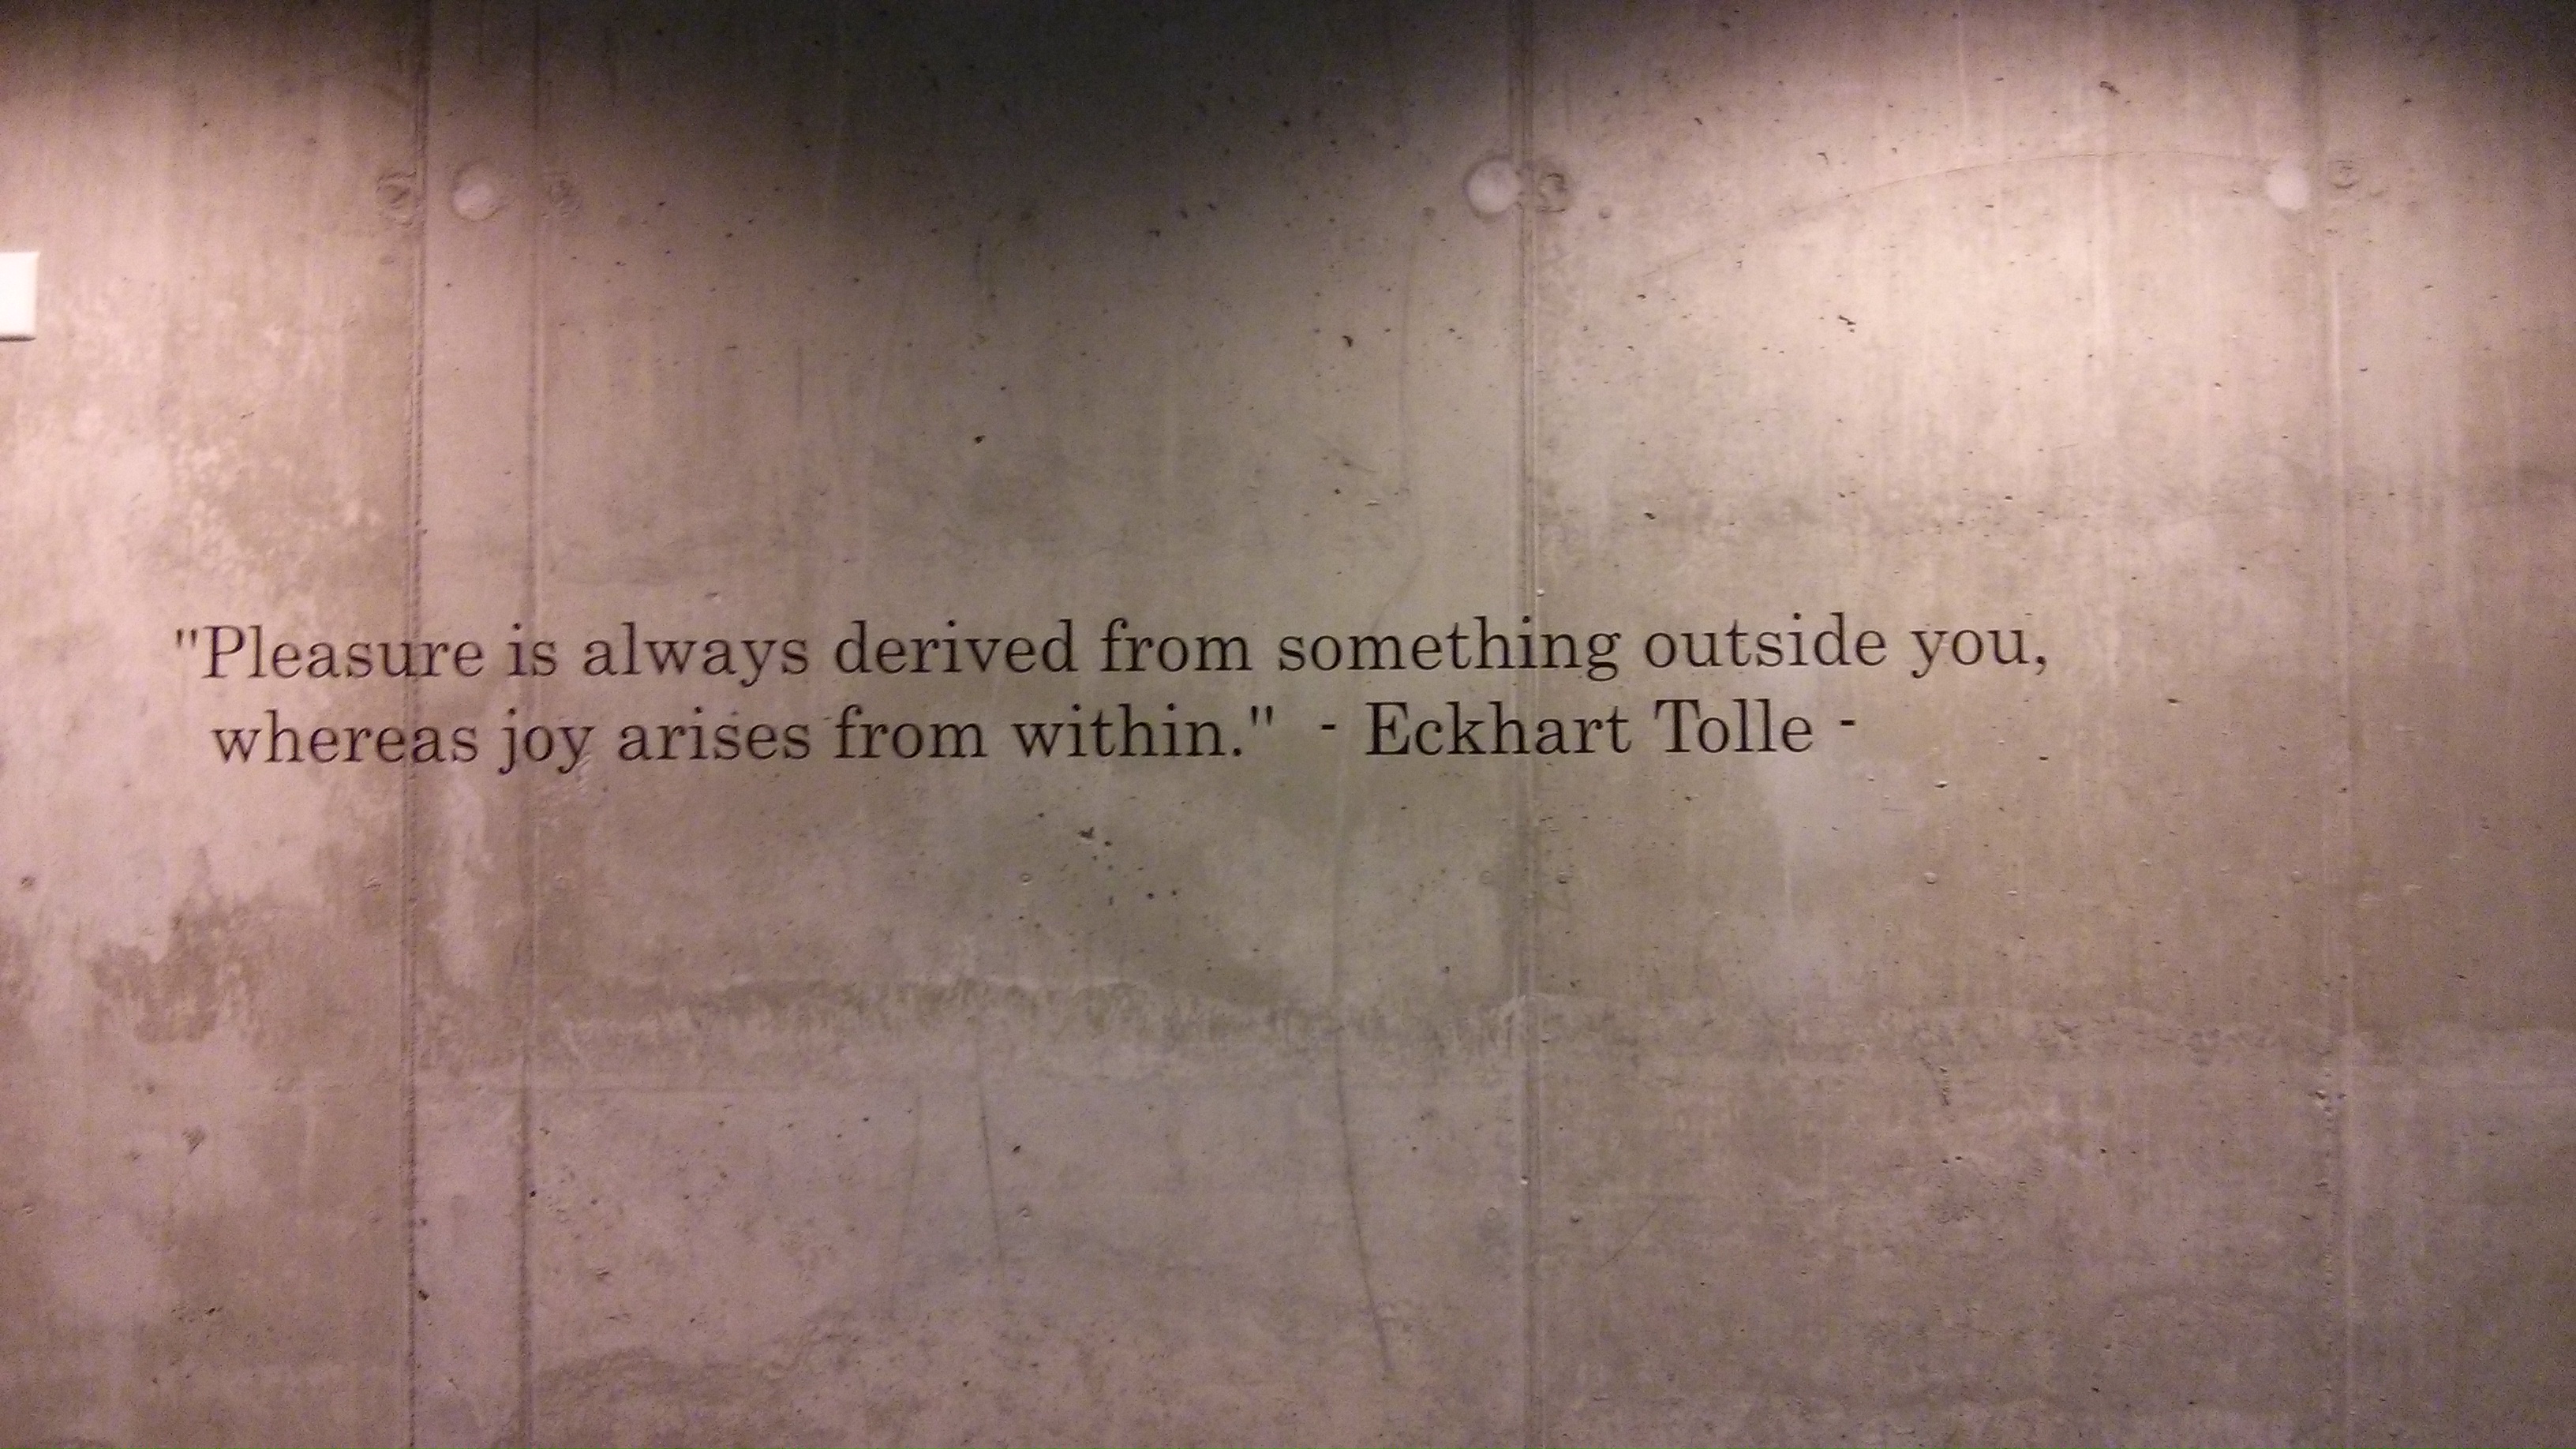 "Pleasure is always derived from something outside you,
whereas joy arises from within." - Eckhart Tolle -